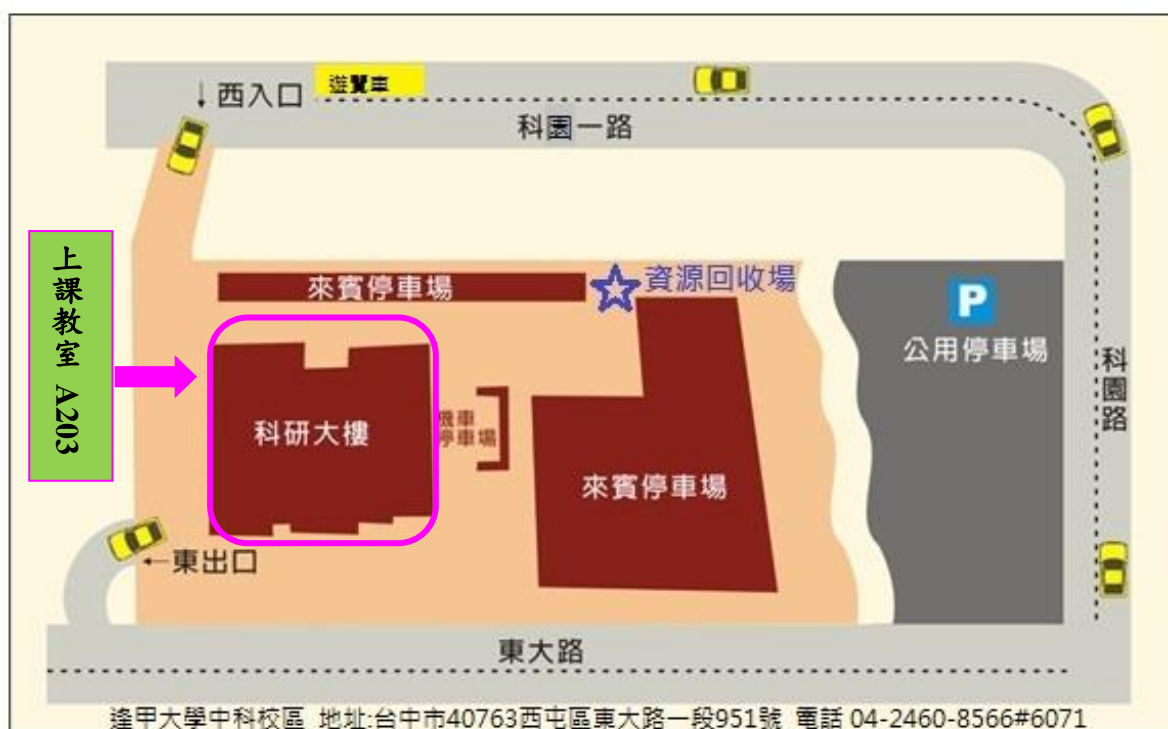 ↓西入口
遊覽車
科園一路
上課教室 A203
來賓停車場
資源回收場
P
公用停車場
科園路
科研大樓
機車
停車場
來賓停車場
←東出口
東大路
逢甲大學中科校區 地址:台中市40763西屯區東大路一段951號 電話 04-2460-8566#6071